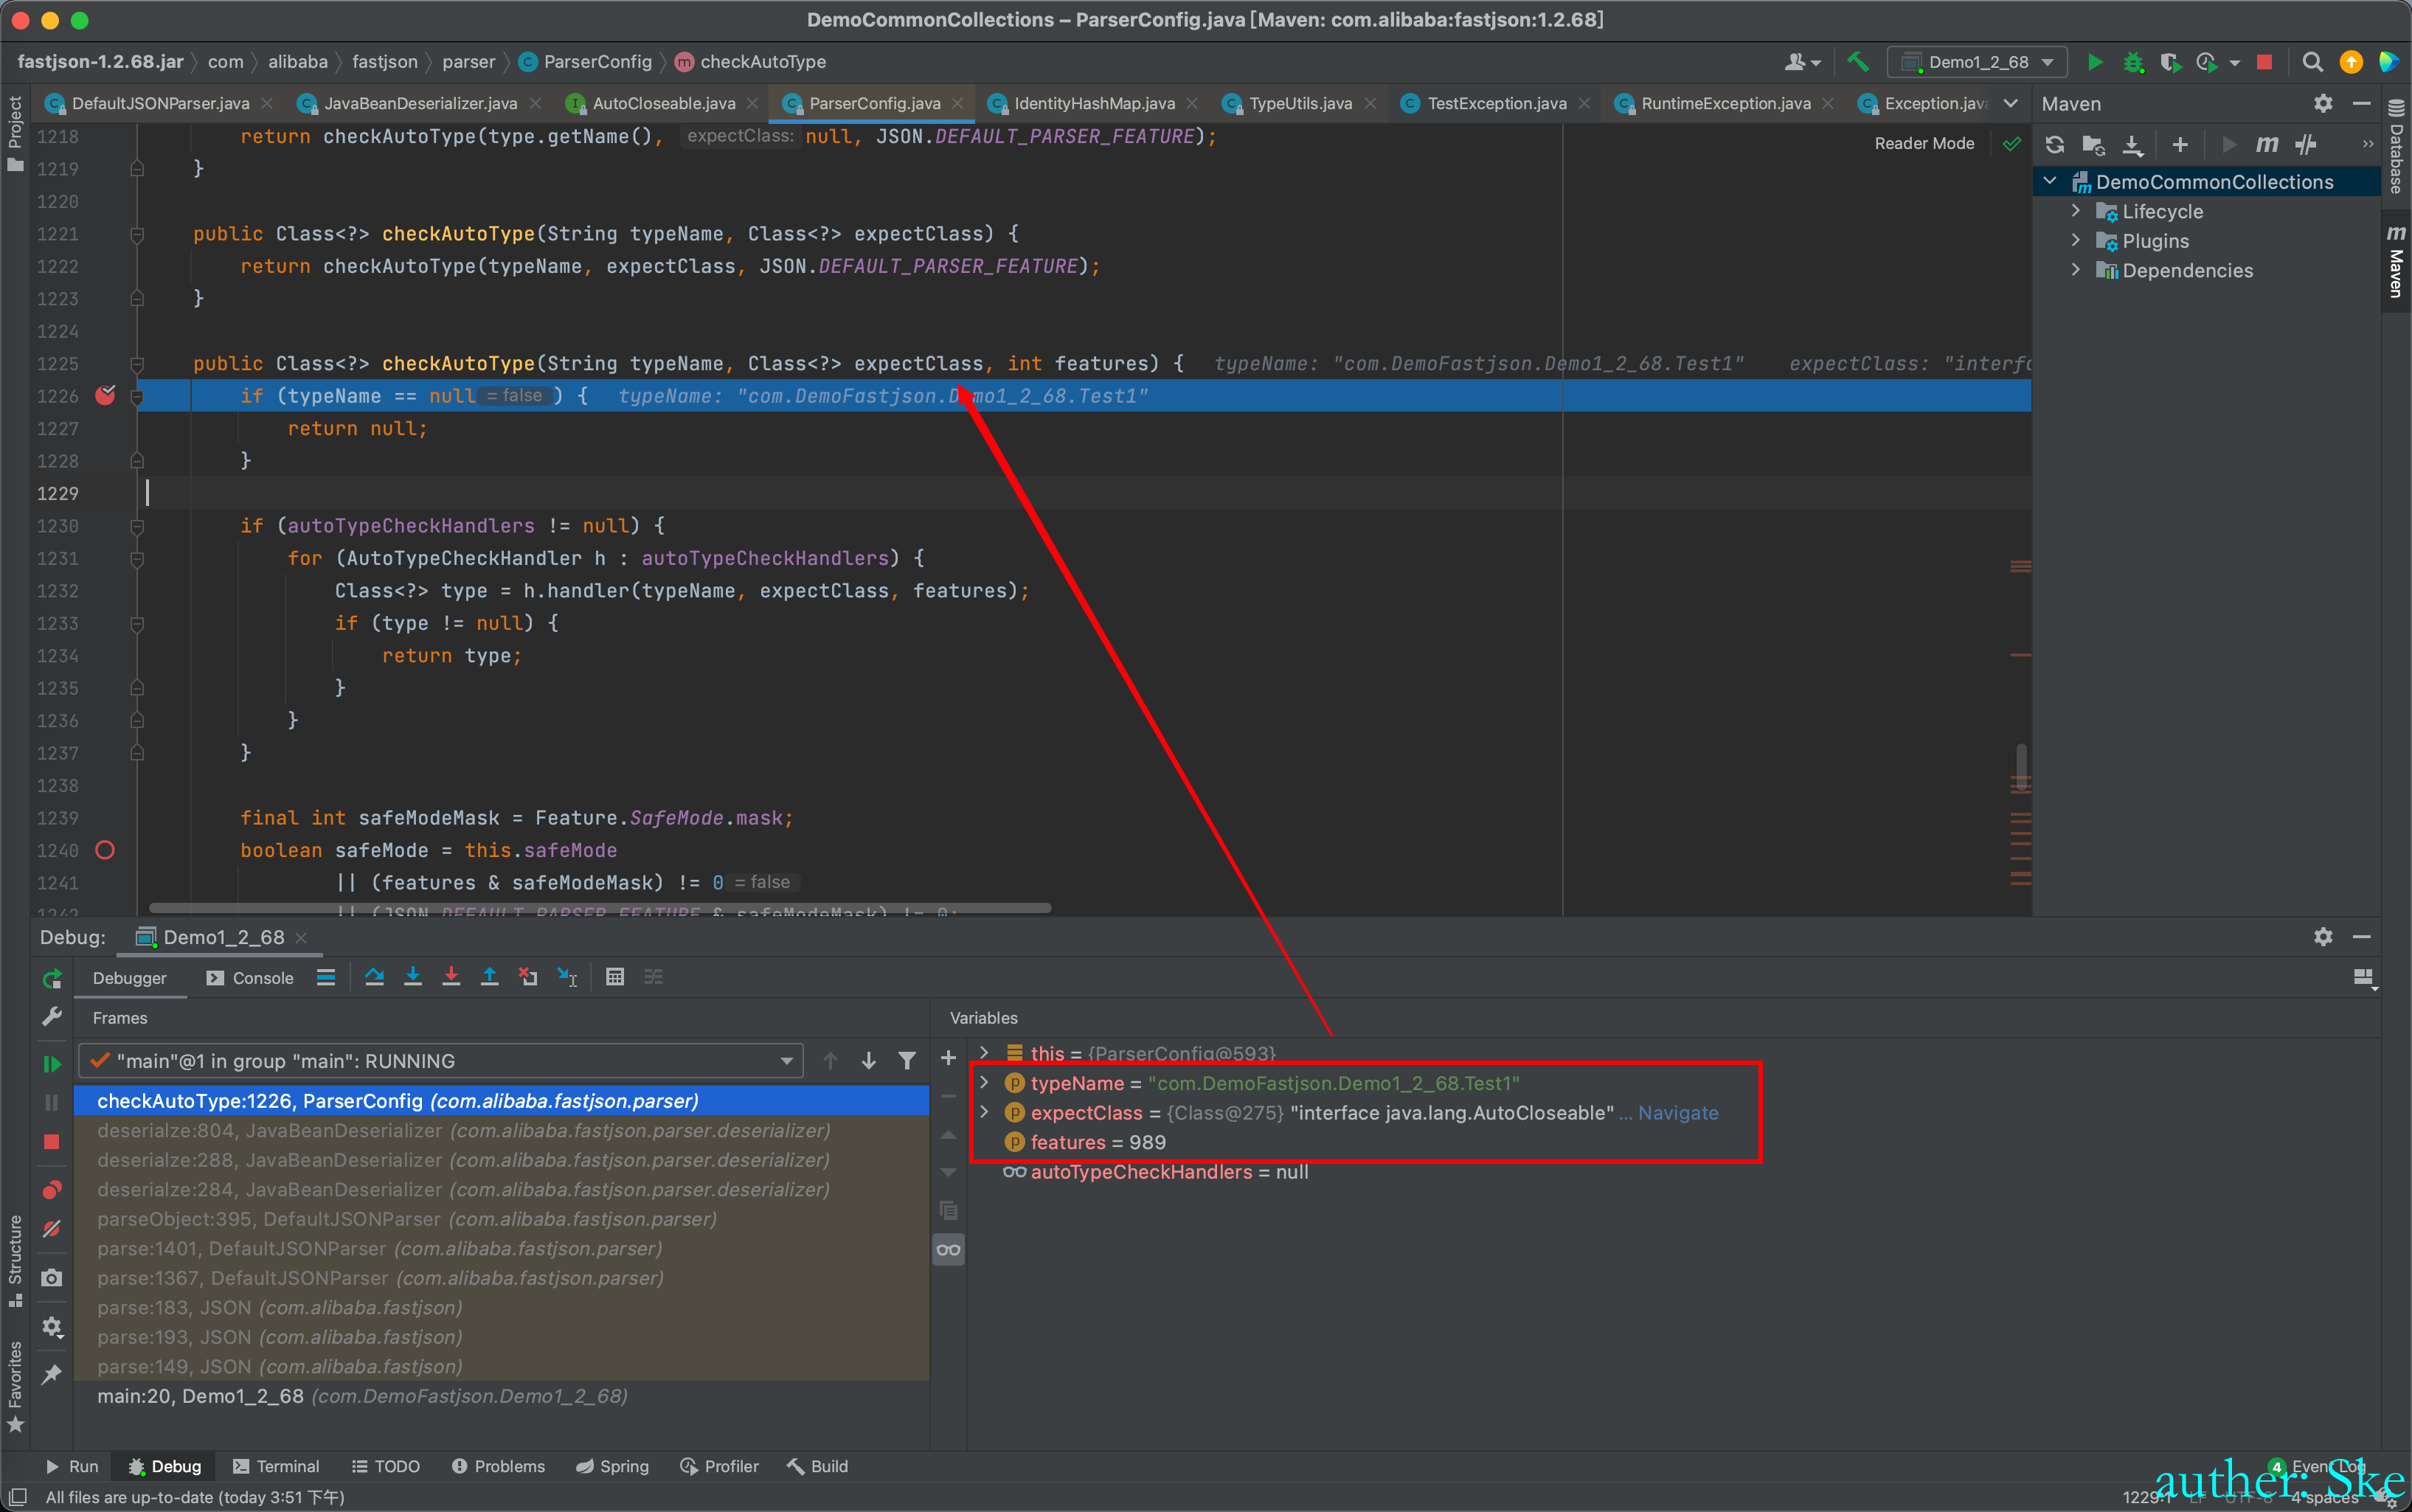 DemoCommonCollections – ParserConfig.java [Maven: com.alibaba:fastjson:1.2.68]
fastjson-1.2.68.jar com alibaba fastjson parser ParserConfig checkAutoType Demo1_2_68
DefaultJSONParser.java JavaBeanDeserializer.java AutoCloseable.java ParserConfig.java IdentityHashMap.java TypeUtils.java TestException.java RuntimeException.java Exception.java Maven
Project
Database
Maven
Reader Mode
DemoCommonCollections
Lifecycle
Plugins
Dependencies
1218 return checkAutoType(type.getName(), expectClass: null, JSON.DEFAULT_PARSER_FEATURE);
1219 }
1220
1221 public Class<?> checkAutoType(String typeName, Class<?> expectClass) {
1222 return checkAutoType(typeName, expectClass, JSON.DEFAULT_PARSER_FEATURE);
1223 }
1224
1225 public Class<?> checkAutoType(String typeName, Class<?> expectClass, int features) { typeName: "com.DemoFastjson.Demo1_2_68.Test1" expectClass: "interfa
1226 if (typeName == null = false ) { typeName: "com.DemoFastjson.Demo1_2_68.Test1"
1227 return null;
1228 }
1229
1230 if (autoTypeCheckHandlers != null) {
1231 for (AutoTypeCheckHandler h : autoTypeCheckHandlers) {
1232 Class<?> type = h.handler(typeName, expectClass, features);
1233 if (type != null) {
1234 return type;
1235 }
1236 }
1237 }
1238
1239 final int safeModeMask = Feature.SafeMode.mask;
1240 boolean safeMode = this.safeMode
1241 || (features & safeModeMask) != 0 = false
1242 || (JSON.DEFAULT_PARSER_FEATURE & safeModeMask) != 0;
Debug: Demo1_2_68
Debugger Console
Frames
"main"@1 in group "main": RUNNING
checkAutoType:1226, ParserConfig (com.alibaba.fastjson.parser)
deserialze:804, JavaBeanDeserializer (com.alibaba.fastjson.parser.deserializer)
deserialze:288, JavaBeanDeserializer (com.alibaba.fastjson.parser.deserializer)
deserialze:284, JavaBeanDeserializer (com.alibaba.fastjson.parser.deserializer)
parseObject:395, DefaultJSONParser (com.alibaba.fastjson.parser)
parse:1401, DefaultJSONParser (com.alibaba.fastjson.parser)
parse:1367, DefaultJSONParser (com.alibaba.fastjson.parser)
parse:183, JSON (com.alibaba.fastjson)
parse:193, JSON (com.alibaba.fastjson)
parse:149, JSON (com.alibaba.fastjson)
main:20, Demo1_2_68 (com.DemoFastjson.Demo1_2_68)
Variables
this = {ParserConfig@593}
typeName = "com.DemoFastjson.Demo1_2_68.Test1"
expectClass = {Class@275} "interface java.lang.AutoCloseable" ... Navigate
features = 989
autoTypeCheckHandlers = null
Structure
Favorites
Run Debug Terminal TODO Problems Spring Profiler Build 4 Event Log
All files are up-to-date (today 3:51 下午) 1229:1 LF UTF-8 4 spaces
auther: Ske